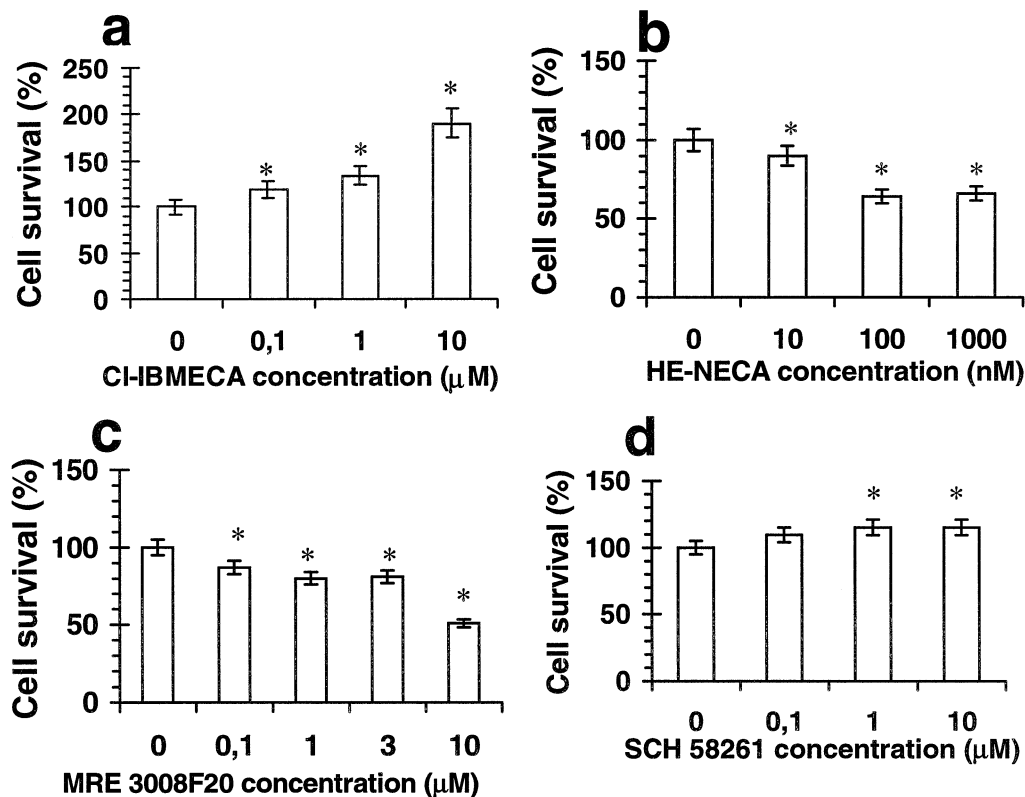 a
Cell survival (%)
250
200
150
100
50
0
*
*
*
0 0,1 1 10
CI-IBMECA concentration (μM)
b
Cell survival (%)
150
100
50
0
*
*
*
0 10 100 1000
HE-NECA concentration (nM)
c
Cell survival (%)
150
100
50
0
*
*
*
*
0 0,1 1 3 10
MRE 3008F20 concentration (μM)
d
Cell survival (%)
150
100
50
0
*
*
0 0,1 1 10
SCH 58261 concentration (μM)